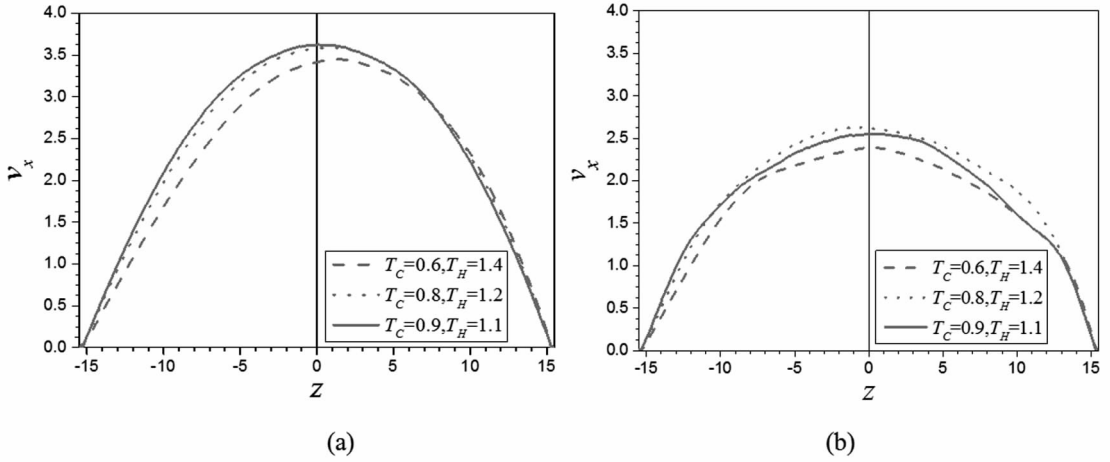 4.0
3.5
3.0
2.5
2.0
1.5
1.0
0.5
0.0
v_x
T_C=0.6,T_H=1.4
T_C=0.8,T_H=1.2
T_C=0.9,T_H=1.1
-15 -10 -5 0 5 10 15
z
(a)
4.0
3.5
3.0
2.5
2.0
1.5
1.0
0.5
0.0
v_x
T_C=0.6,T_H=1.4
T_C=0.8,T_H=1.2
T_C=0.9,T_H=1.1
-15 -10 -5 0 5 10 15
z
(b)